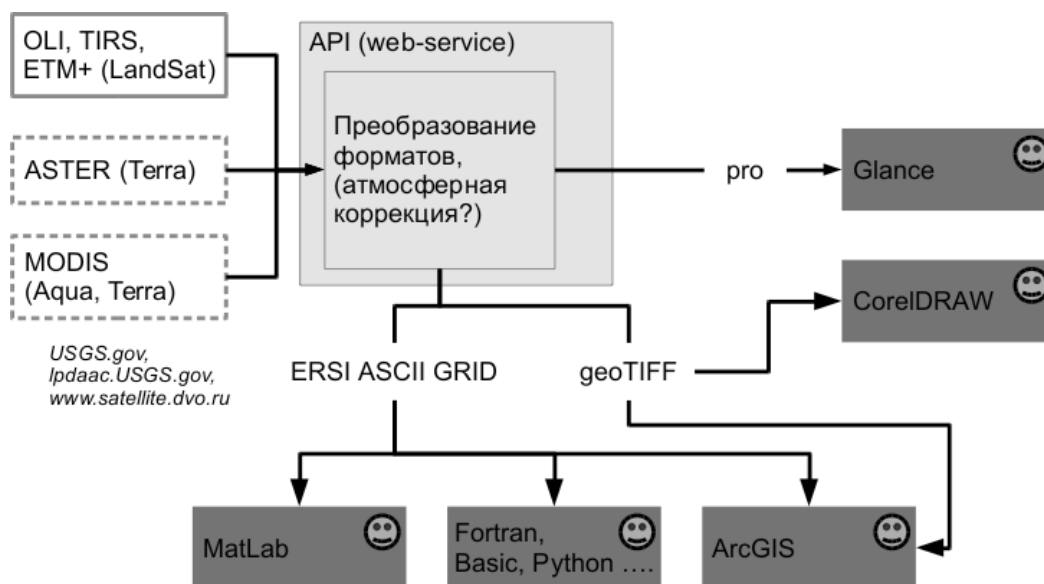 OLI, TIRS,
ETM+ (LandSat)
API (web-service)
Преобразование
форматов,
(атмосферная
коррекция?)
ASTER (Terra)
pro
Glance
MODIS
(Aqua, Terra)
CorelDRAW
USGS.gov,
lpdaac.USGS.gov,
www.satellite.dvo.ru
ERSI ASCII GRID
geoTIFF
MatLab
Fortran,
Basic, Python ....
ArcGIS